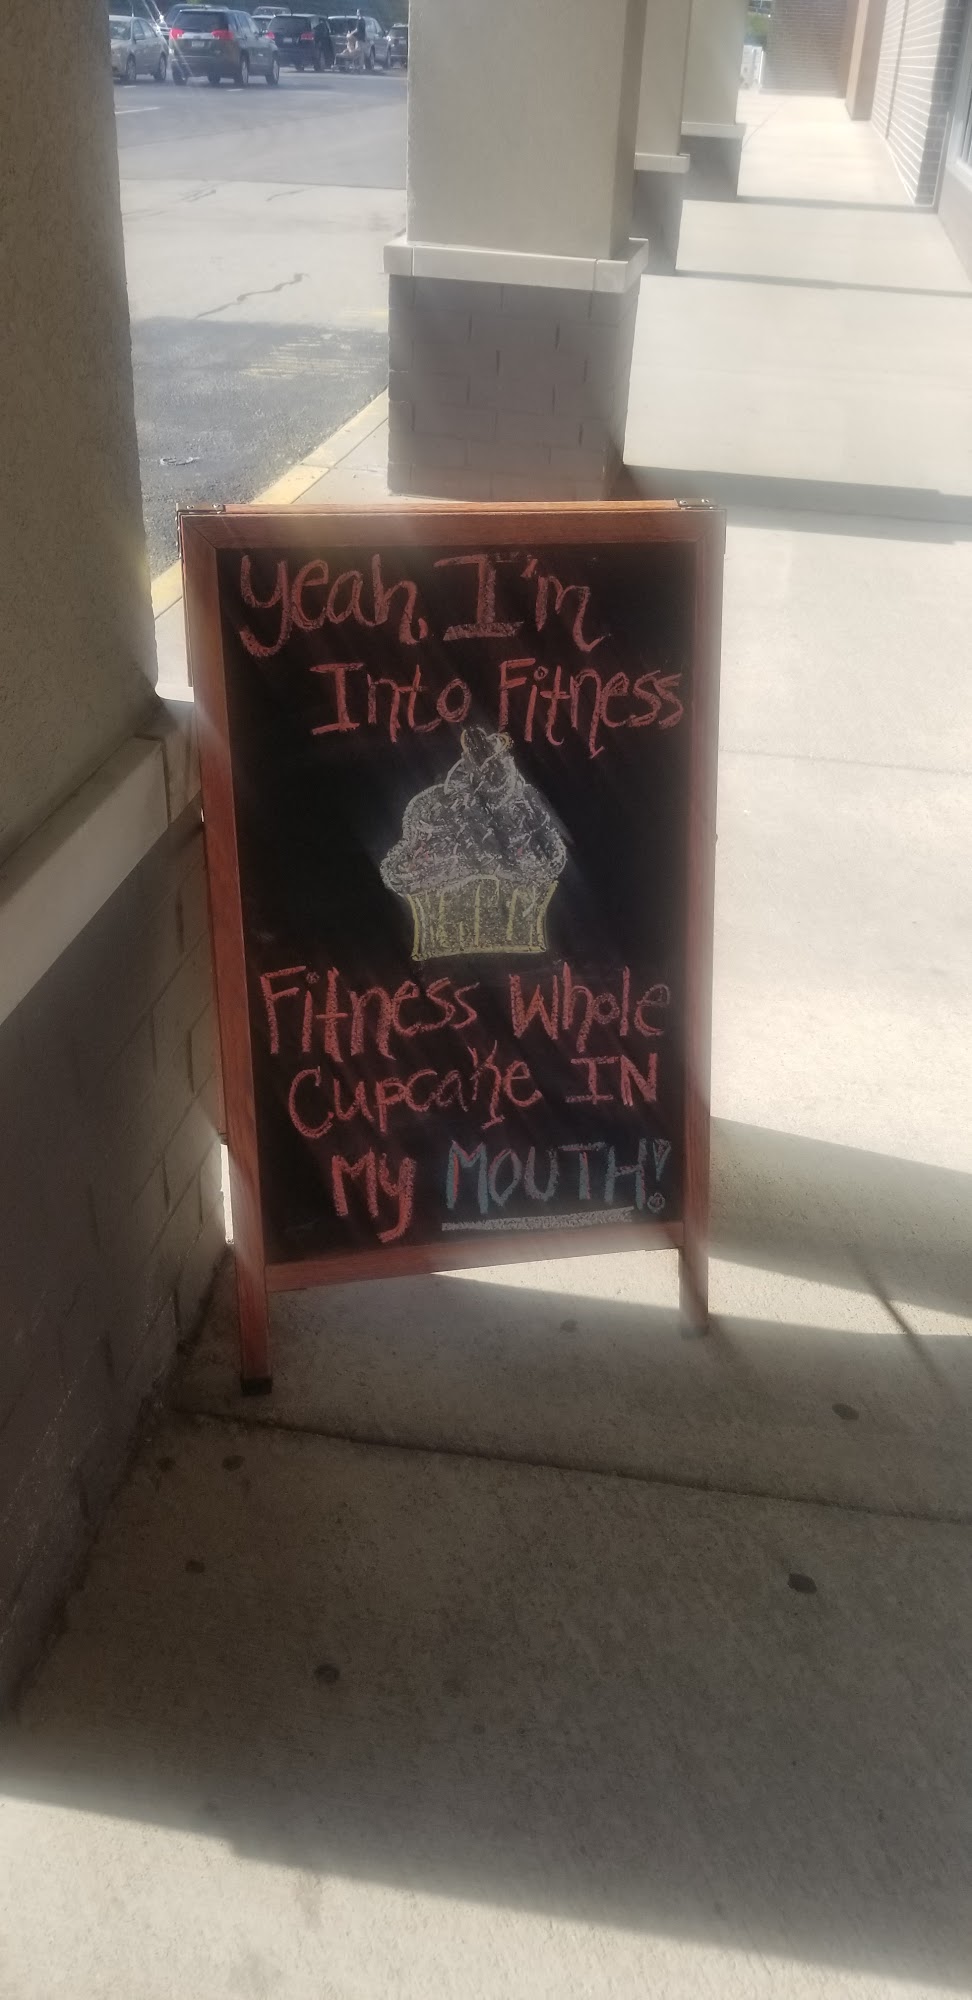 Yeah, I'm
Into Fitness
Fitness Whole
Cupcake IN
My MOUTH!